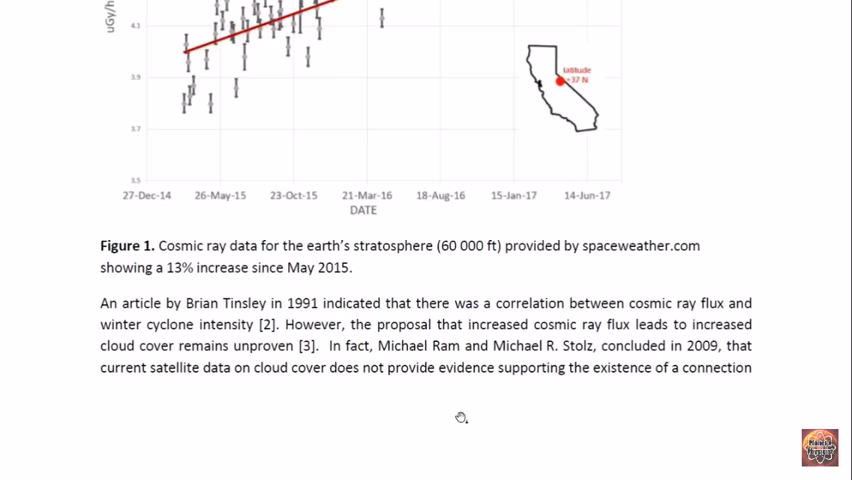 uGy/h
4.1
3.9
3.7
3.5
latitude
+37 N
27-Dec-14 26-May-15 23-Oct-15 21-Mar-16 18-Aug-16 15-Jan-17 14-Jun-17
DATE
Figure 1. Cosmic ray data for the earth's stratosphere (60 000 ft) provided by spaceweather.com
showing a 13% increase since May 2015.
An article by Brian Tinsley in 1991 indicated that there was a correlation between cosmic ray flux and
winter cyclone intensity [2]. However, the proposal that increased cosmic ray flux leads to increased
cloud cover remains unproven [3]. In fact, Michael Ram and Michael R. Stolz, concluded in 2009, that
current satellite data on cloud cover does not provide evidence supporting the existence of a connection